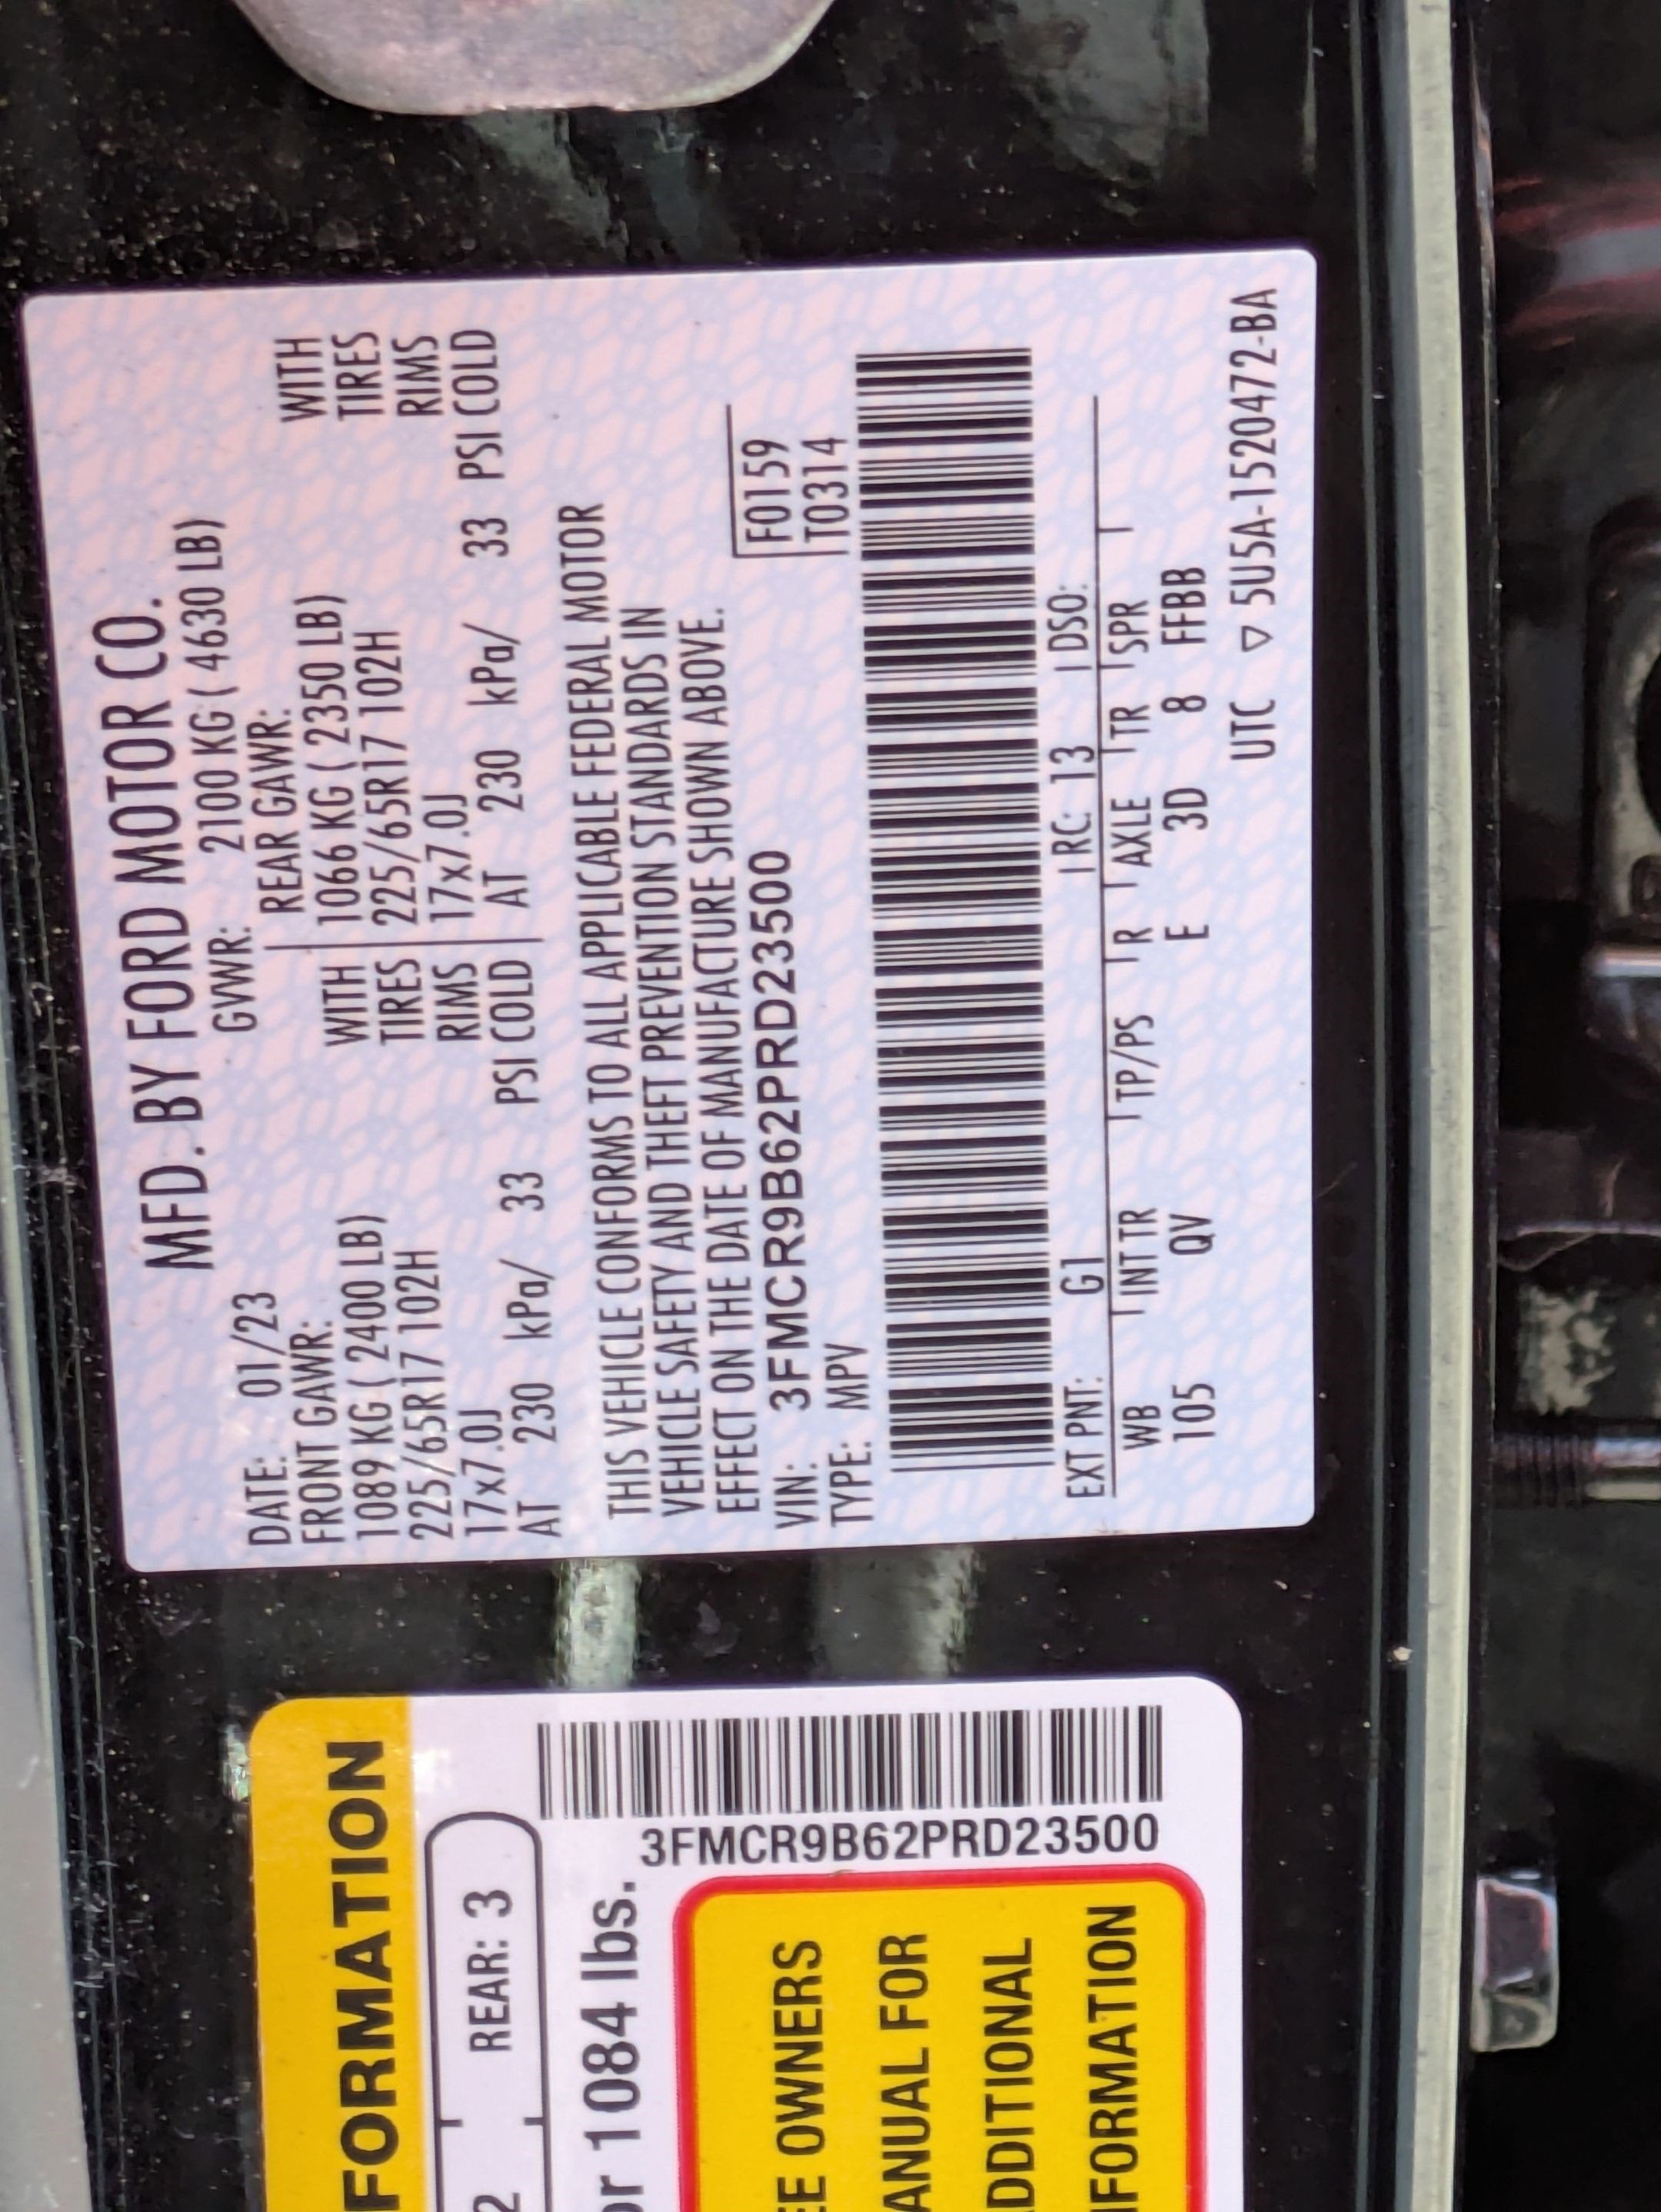 MFD. BY FORD MOTOR CO.
DATE: 01/23 GVWR: 2100 KG ( 4630 LB)
FRONT GAWR: REAR GAWR:
1089 KG ( 2400 LB) WITH 1066 KG ( 2350 LB) WITH
225/65R17 102H TIRES 225/65R17 102H TIRES
17x7.0J RIMS 17x7.0J RIMS
AT 230 kPa/ 33 PSI COLD AT 230 kPa/ 33 PSI COLD
THIS VEHICLE CONFORMS TO ALL APPLICABLE FEDERAL MOTOR
VEHICLE SAFETY AND THEFT PREVENTION STANDARDS IN
EFFECT ON THE DATE OF MANUFACTURE SHOWN ABOVE.
VIN: 3FMCR9B62PRD23500 F0159
TYPE: MPV T0314
EXT PNT: G1 RC: 13 DSO:
WB INT TR TP/PS R AXLE TR SPR
105 QV E 3D 8 FFBB
UTC ▽ 5U5A-1520472-BA
FORMATION
2 REAR: 3
or 1084 lbs.
3FMCR9B62PRD23500
EE OWNERS
ANUAL FOR
DDITIONAL
FORMATION